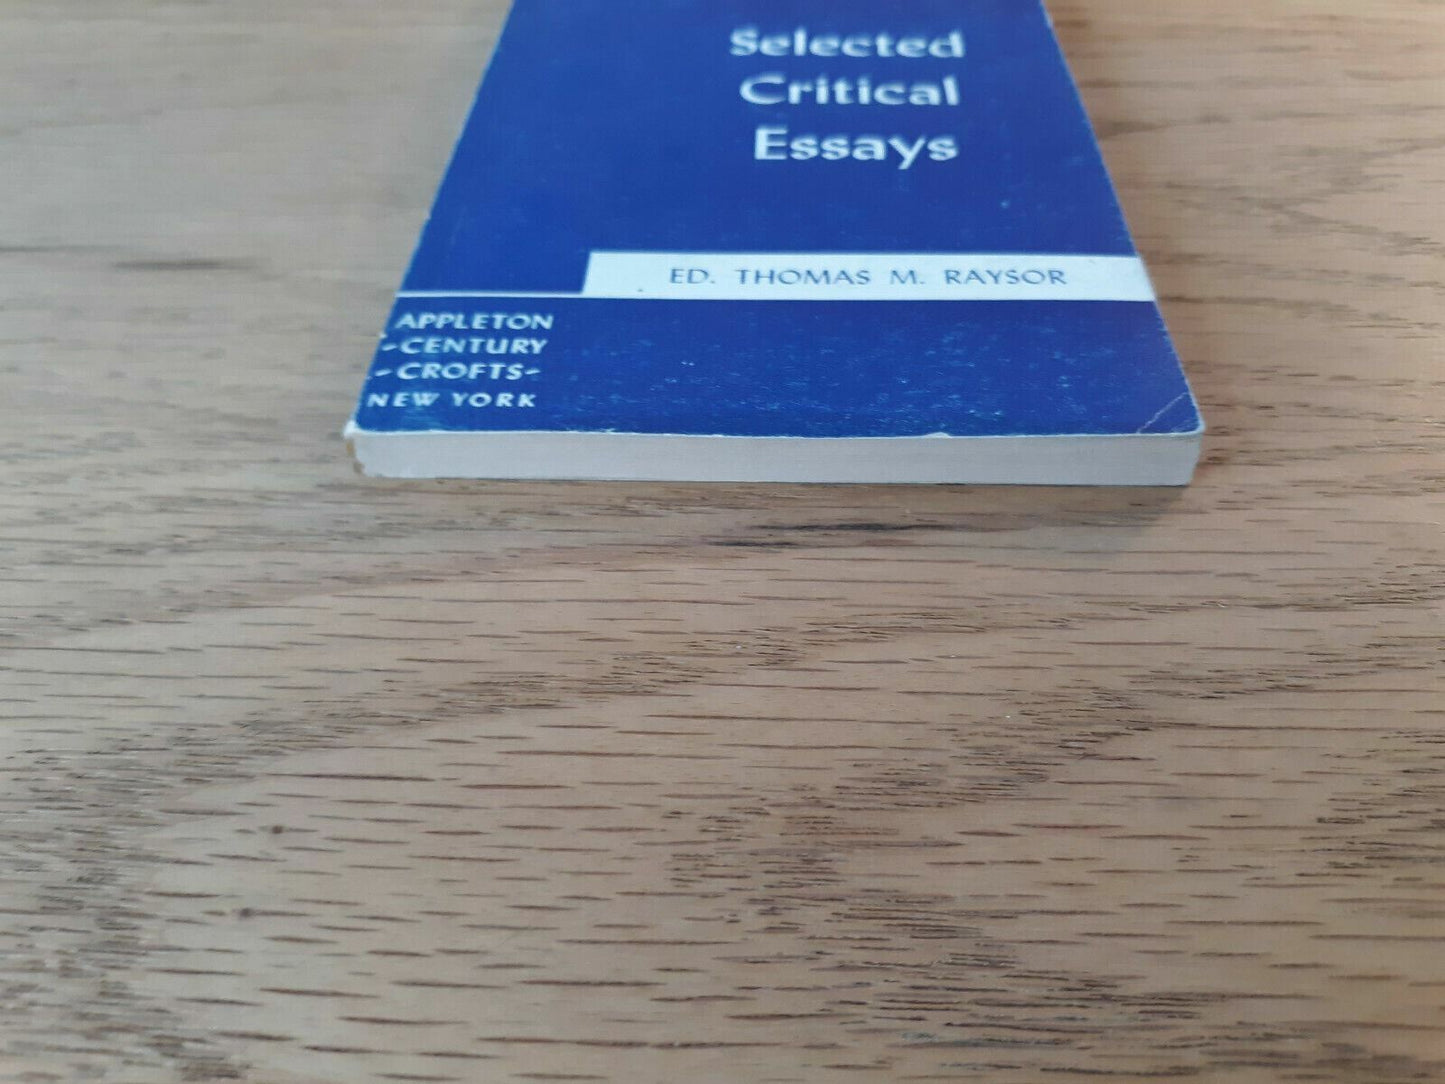 Selected
Critical
Essays
ED. THOMAS M. RAYSOR
APPLETON
-CENTURY
-CROFTS-
NEW YORK